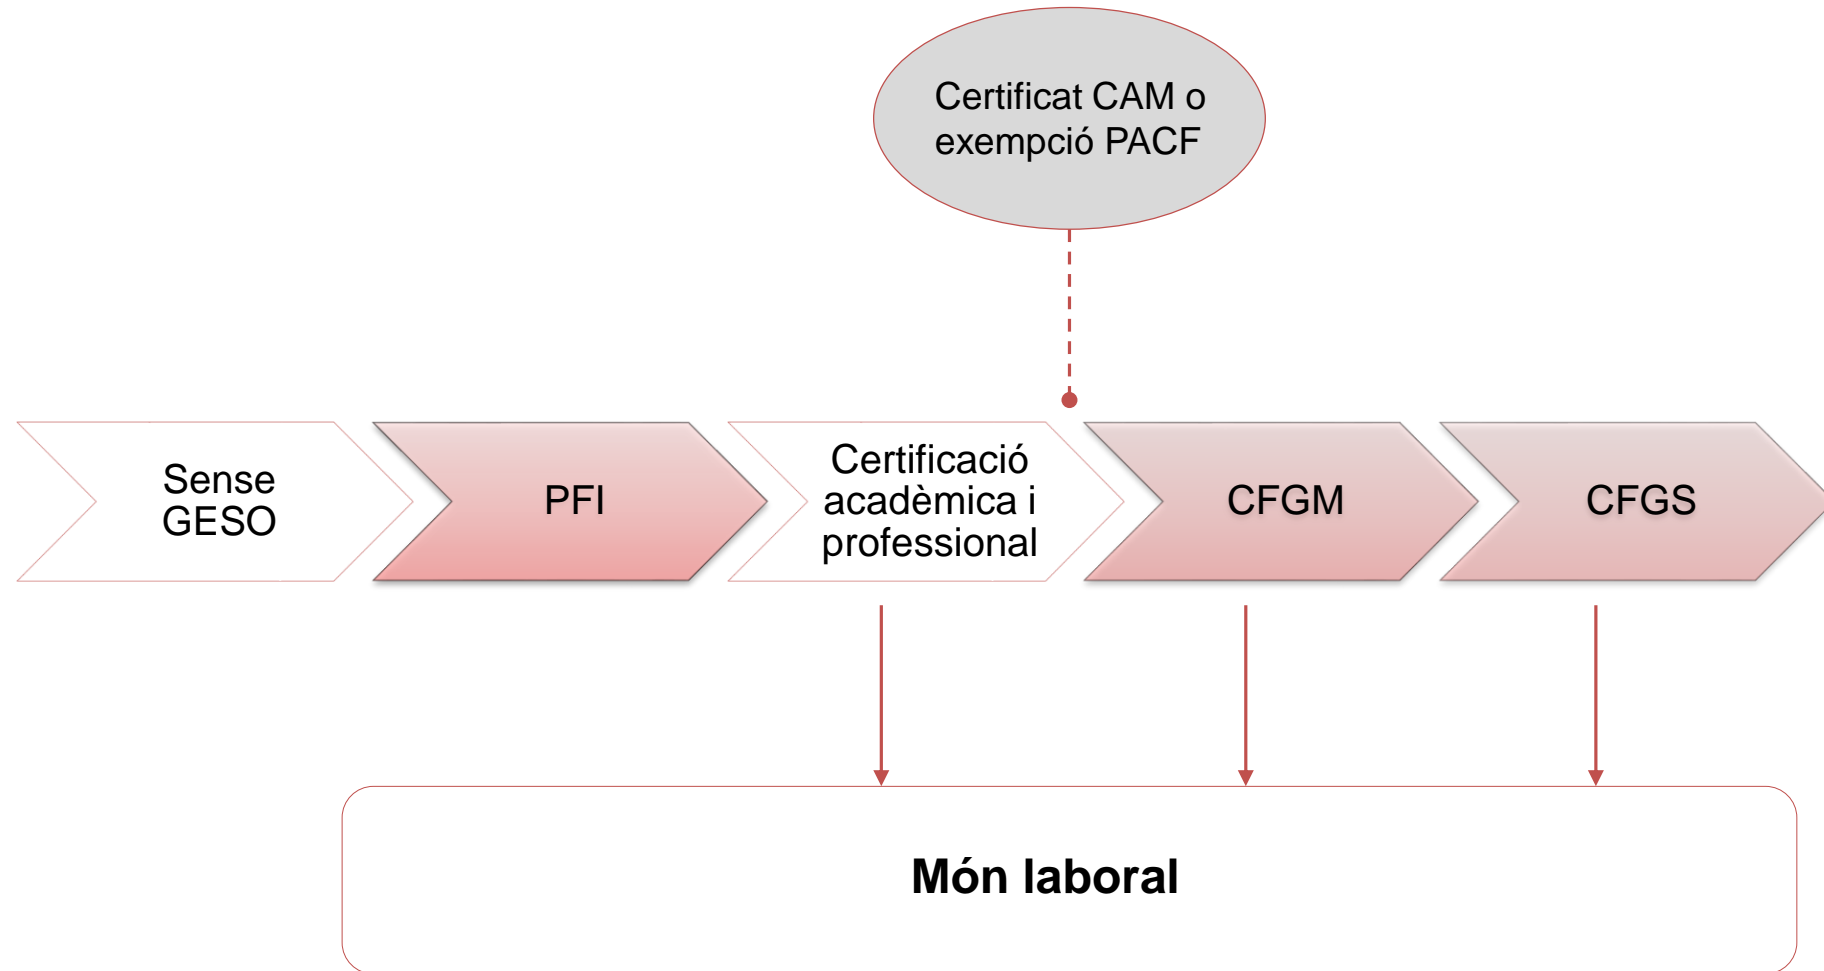 Certificat CAM o
exempció PACF
Sense
GESO
PFI
Certificació
acadèmica i
professional
CFGM
CFGS
Món laboral